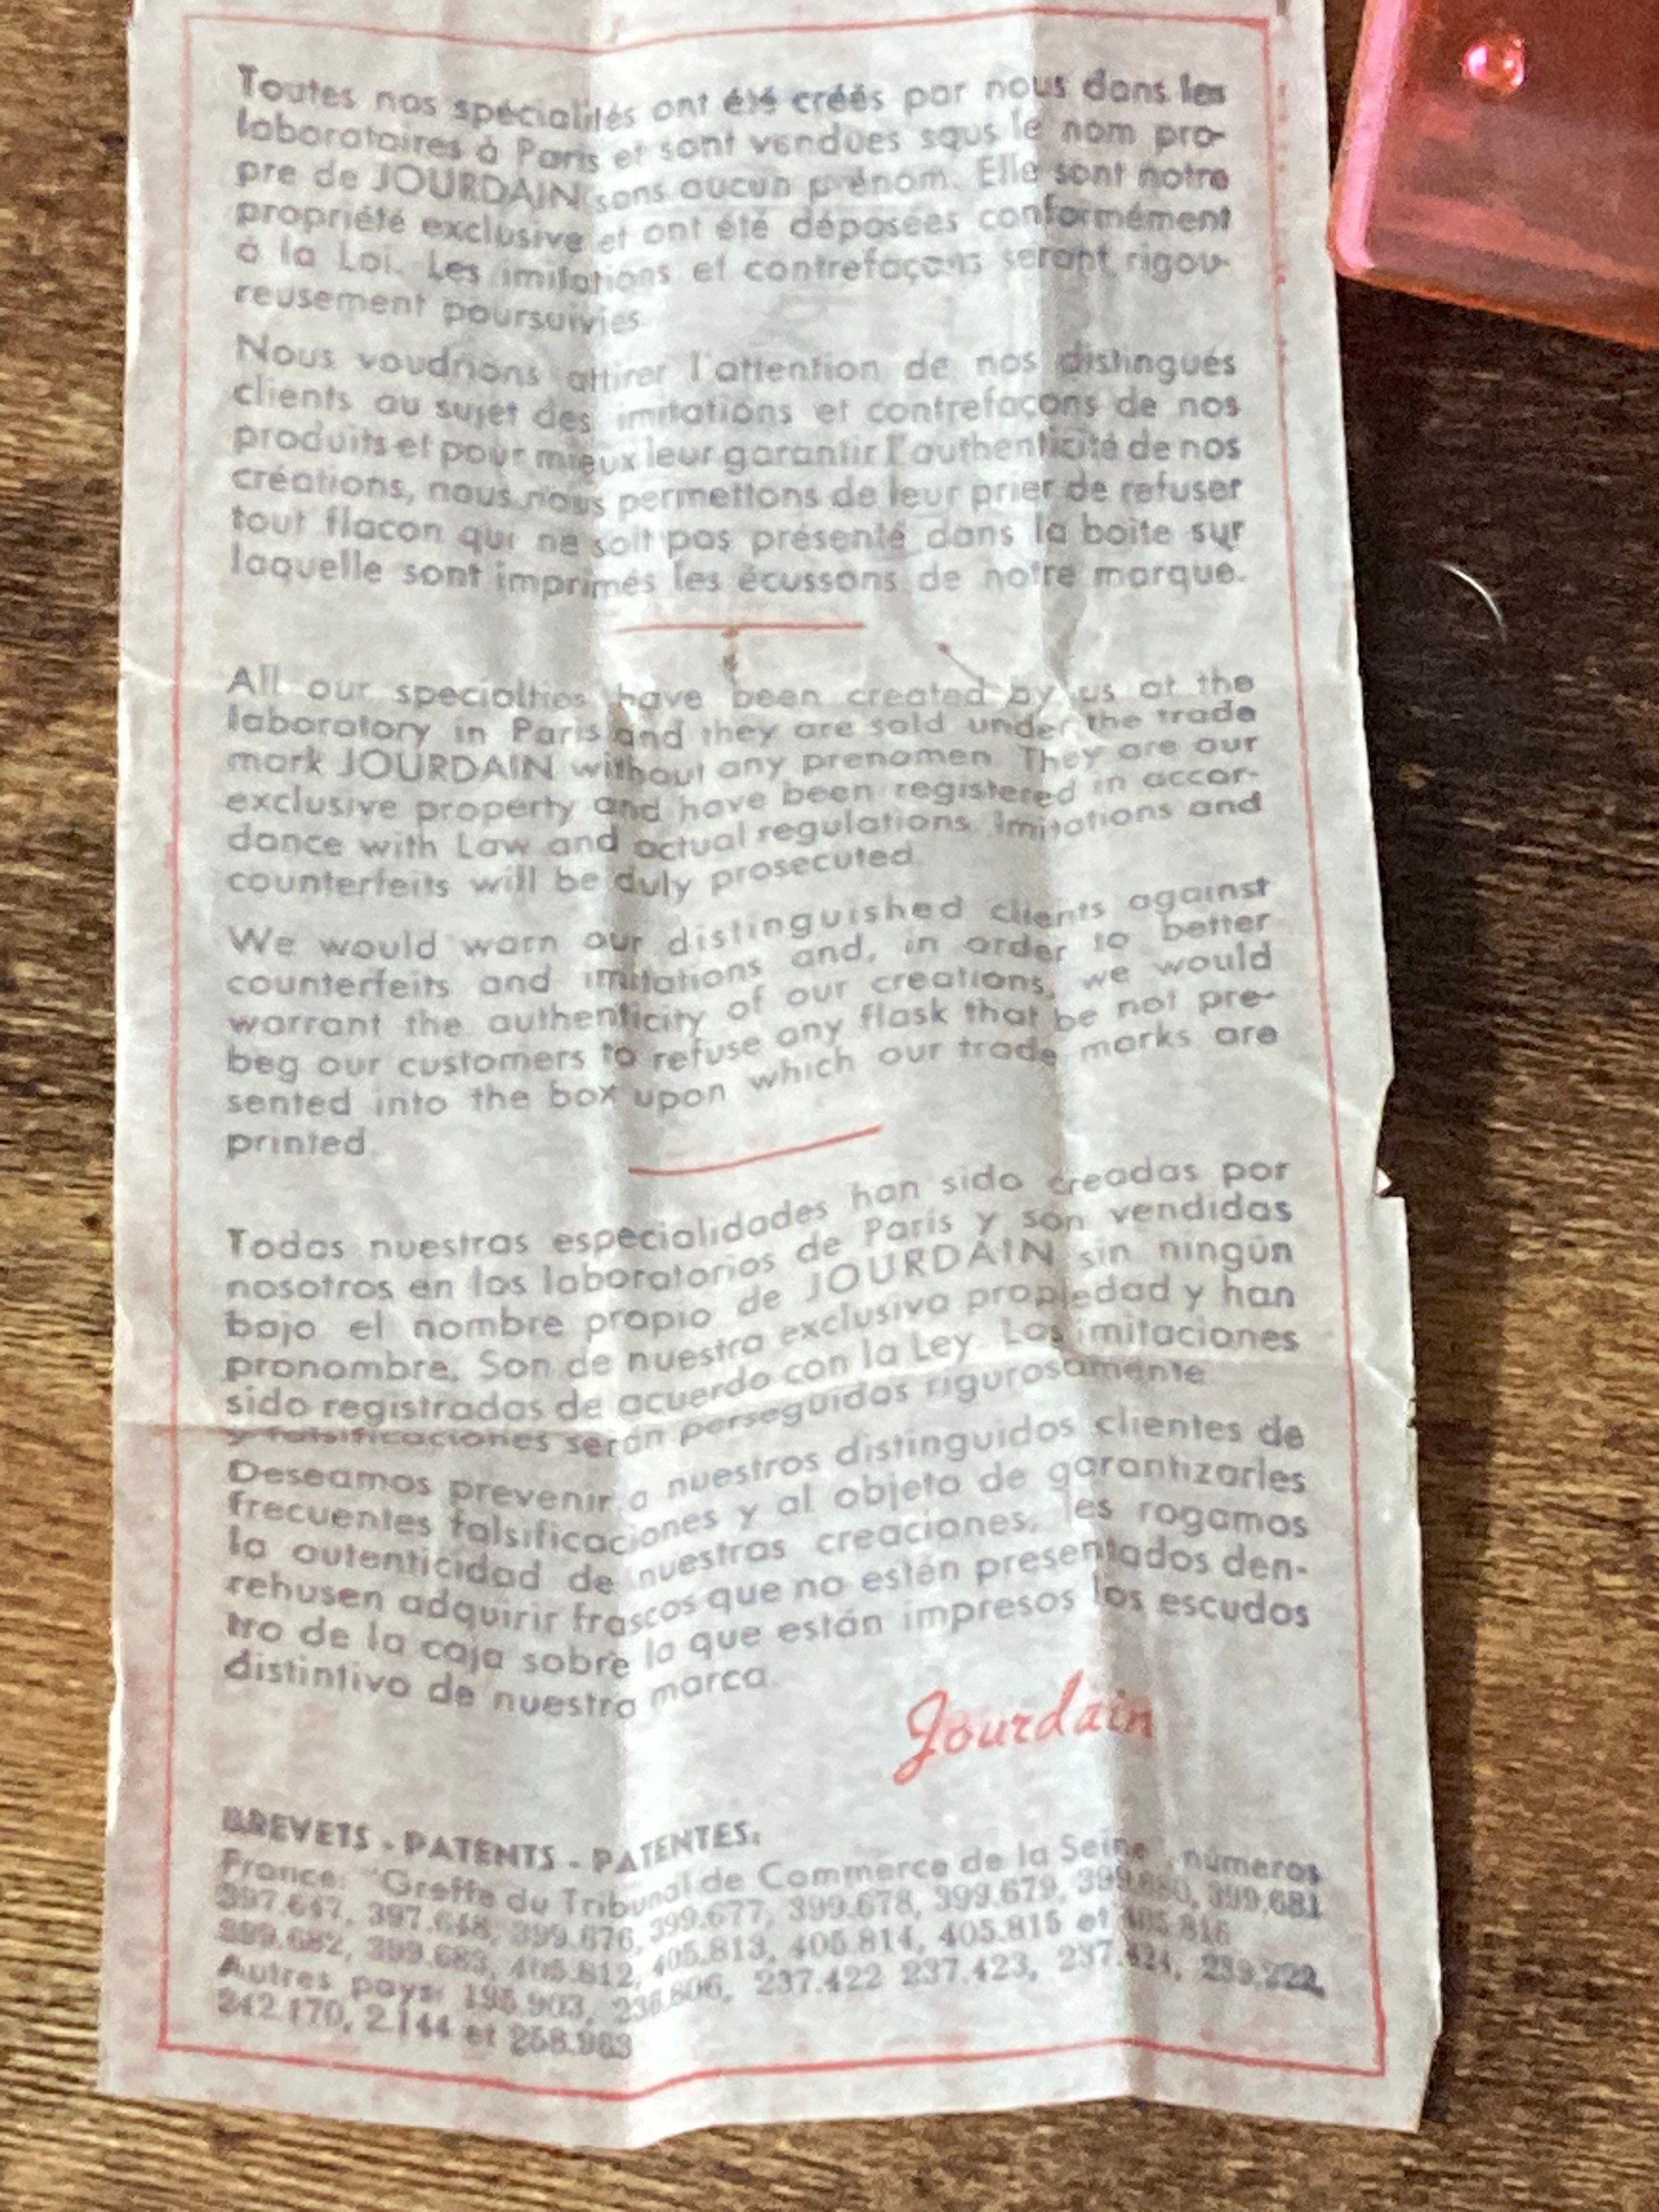 Toutes nos spécialités ont été créés par nous dans les
laboratoires à Paris et sont vendues sous le nom pro-
pre de JOURDAIN sans aucun prénom. Elle sont notre
propriété exclusive et ont été déposées conformément
à la Loi. Les imitations et contrefaçons seront rigou-
reusement poursuivies.
Nous voudrions attirer l'attention de nos distingués
clients au sujet des imitations et contrefaçons de nos
produits et pour mieux leur garantir l'authenticité de nos
créations, nous nous permettons de leur prier de refuser
tout flacon qui ne soit pas présenté dans la boite sur
laquelle sont imprimés les écussons de notre marque.
All our specialties have been created by us at the
laboratory in Paris and they are sold under the trade
mark JOURDAIN without any prenomen. They are our
exclusive property and have been registered in accor-
dance with Law and actual regulations. Imitations and
counterfeits will be duly prosecuted.
We would warn our distinguished clients against
counterfeits and imitations and, in order to better
warrant the authenticity of our creations, we would
beg our customers to refuse any flask that be not pre-
sented into the box upon which our trade marks are
printed.
Todas nuestras especialidades han sido creadas por
nosotros en los laboratorios de París y son vendidas
bajo el nombre propio de JOURDAIN sin ningún
pronombre. Son de nuestra exclusiva propiedad y han
sido registradas de acuerdo con la Ley. Las imitaciones
y falsificaciones serán perseguidas rigurosamente.
Deseamos prevenir a nuestros distinguidos clientes de
frecuentes falsificaciones y al objeto de garantizarles
la autenticidad de nuestras creaciones, les rogamos
rehusen adquirir frascos que no estén presentados den-
tro de la caja sobre la que están impresos los escudos
distintivo de nuestra marca.
Jourdain
BREVETS - PATENTS - PATENTES:
France: "Greffe du Tribunal de Commerce de la Seine", números
397.647, 397.648, 399.676, 399.677, 399.678, 399.679, 399.680, 399.681
399.682, 399.683, 405.812, 405.813, 405.814, 405.815 et 405.816
Autres pays: 195.903, 237.422 237.423, 237.424, 239.222,
242.170, 2.144 et 258.983